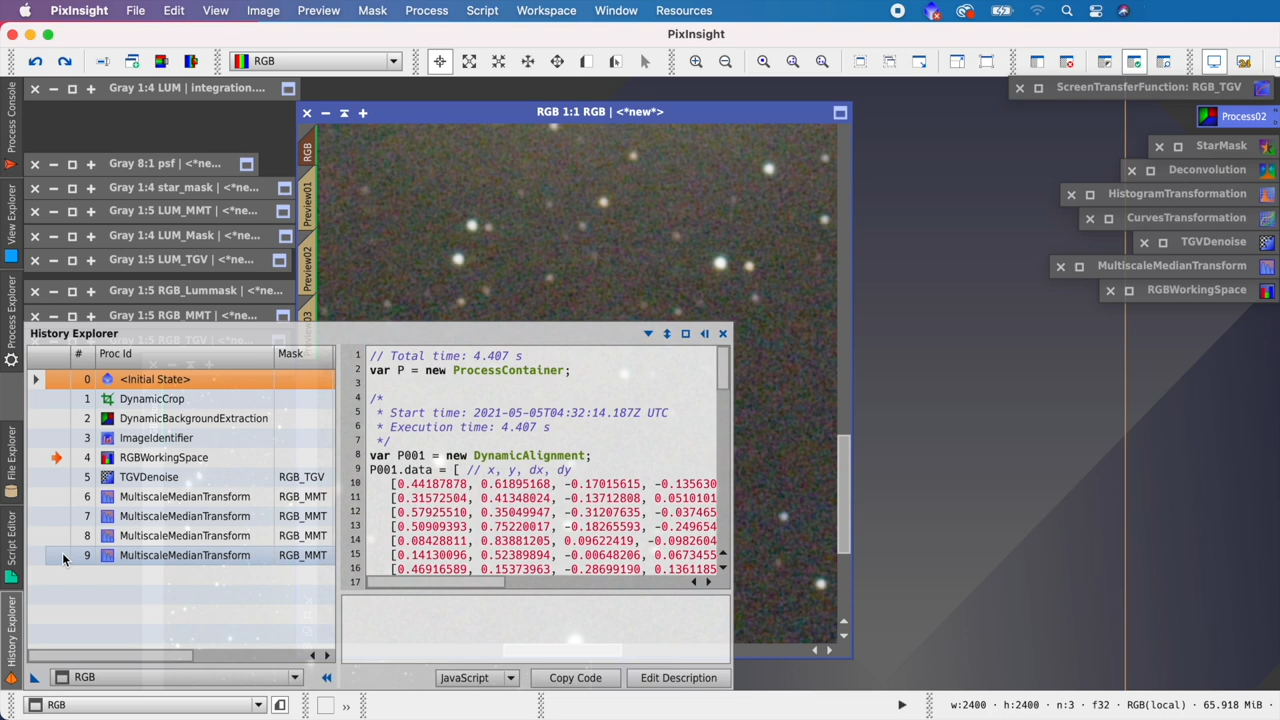 PixInsight File Edit View Image Preview Mask Process Script Workspace Window Resources
PixInsight
RGB
Process Console
View Explorer
Process Explorer
File Explorer
Script Editor
History Explorer
Gray 1:4 LUM | integration....
Gray 8:1 psf | <*ne...
Gray 1:4 star_mask | <*ne...
Gray 1:5 LUM_MMT | <*new...
Gray 1:4 LUM_Mask | <*new...
Gray 1:5 LUM_TGV | <*new...
Gray 1:5 RGB_Lummask | <*ne...
Gray 1:5 RGB_MMT | <*new...
RGB 1:1 RGB | <*new*>
RGB
Preview01
Preview02
Preview03
ScreenTransferFunction: RGB_TGV
Process02
StarMask
Deconvolution
HistogramTransformation
CurvesTransformation
TGVDenoise
MultiscaleMedianTransform
RGBWorkingSpace
History Explorer
# Proc Id Mask
0 <Initial State>
1 DynamicCrop
2 DynamicBackgroundExtraction
3 ImageIdentifier
4 RGBWorkingSpace
5 TGVDenoise RGB_TGV
6 MultiscaleMedianTransform RGB_MMT
7 MultiscaleMedianTransform RGB_MMT
8 MultiscaleMedianTransform RGB_MMT
9 MultiscaleMedianTransform RGB_MMT
1 // Total time: 4.407 s
2 var P = new ProcessContainer;
3
4 /*
5 * Start time: 2021-05-05T04:32:14.187Z UTC
6 * Execution time: 4.407 s
7 */
8 var P001 = new DynamicAlignment;
9 P001.data = [ // x, y, dx, dy
10 [0.44187878, 0.61895168, -0.17015615, -0.135630
11 [0.31572504, 0.41348024, -0.13712808, 0.0510101
12 [0.57925510, 0.35049947, -0.31207635, -0.037464
13 [0.50909393, 0.75220017, -0.18265593, -0.249654
14 [0.08423811, 0.83881205, 0.09622419, -0.0982604
15 [0.14130096, 0.52389894, -0.00648206, 0.0673455
16 [0.46916589, 0.15373963, -0.28699190, 0.1361185
17
RGB
JavaScript Copy Code Edit Description
RGB
w:2400 · h:2400 · n:3 · f32 · RGB(local) · 65.918 MiB ·